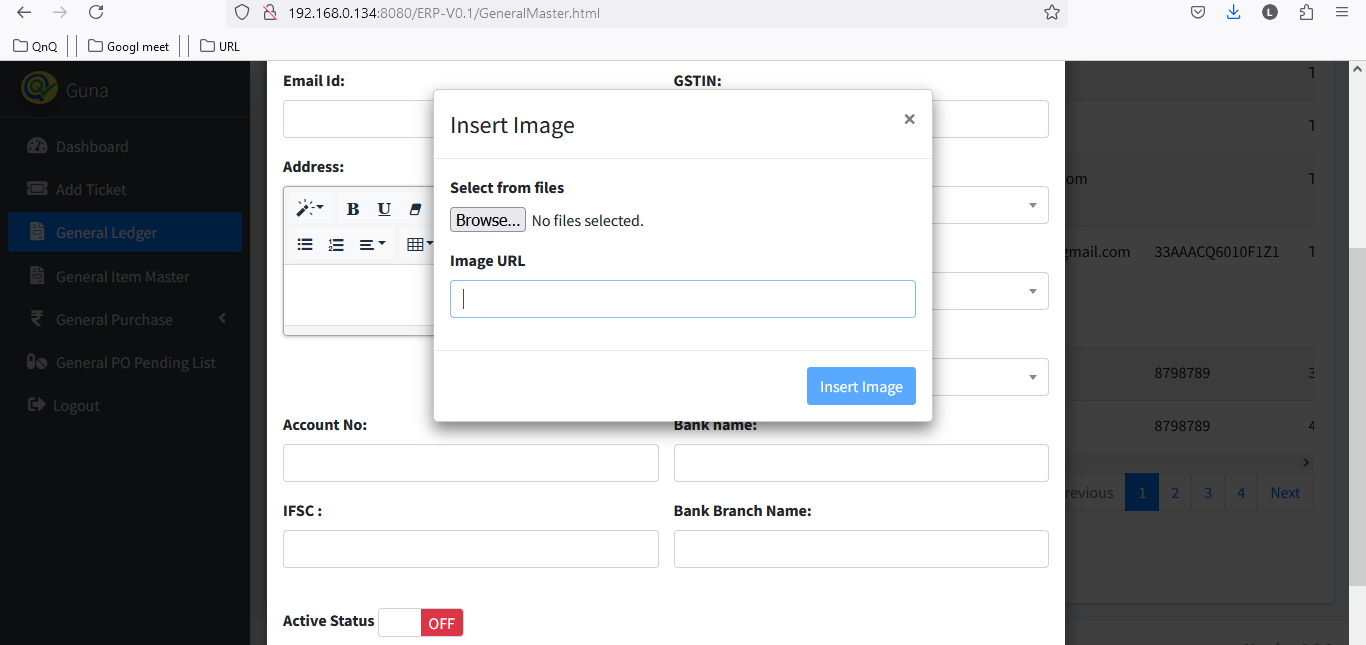 192.168.0.134:8080/ERP-V0.1/GeneralMaster.html
L
QnQ
Googl meet
URL
Guna
Dashboard
Add Ticket
General Ledger
General Item Master
General Purchase
General PO Pending List
Logout
Email Id:
GSTIN:
Address:
B U
Insert Image
×
Select from files
Browse... No files selected.
Image URL
Insert Image
Account No:
Bank name:
IFSC :
Bank Branch Name:
Active Status
OFF
om
gmail.com 33AAACQ6010F1Z1
8798789 3
8798789 4
revious 1 2 3 4 Next